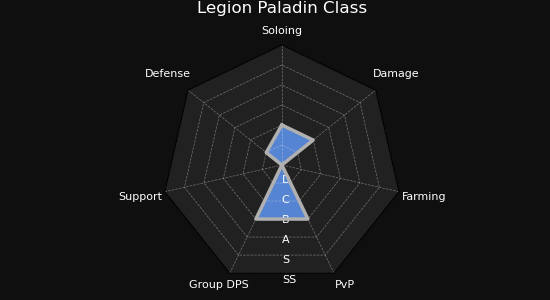 Legion Paladin Class
Soloing
Defense
Damage
Support
Farming
Group DPS
PvP
L
C
B
A
S
SS